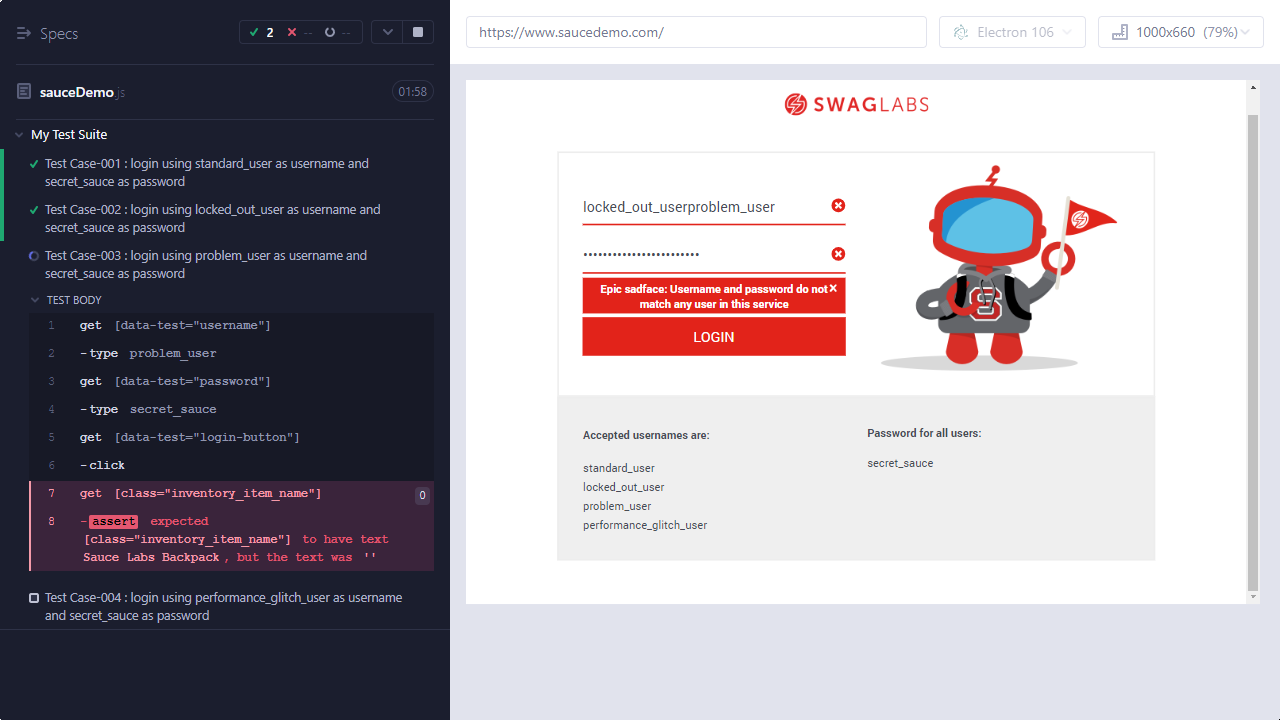 Specs
2
--
--
sauceDemo.js
01:58
My Test Suite
Test Case-001 : login using standard_user as username and
secret_sauce as password
Test Case-002 : login using locked_out_user as username and
secret_sauce as password
Test Case-003 : login using problem_user as username and
secret_sauce as password
TEST BODY
1 get [data-test="username"]
2 -type problem_user
3 get [data-test="password"]
4 -type secret_sauce
5 get [data-test="login-button"]
6 -click
7 get [class="inventory_item_name"] 0
8 -assert expected
[class="inventory_item_name"] to have text
Sauce Labs Backpack, but the text was ''
Test Case-004 : login using performance_glitch_user as username
and secret_sauce as password
https://www.saucedemo.com/
Electron 106
1000x660 (79%)
SWAGLABS
locked_out_userproblem_user
••••••••••••••••••••••••
Epic sadface: Username and password do not
match any user in this service
LOGIN
S
Accepted usernames are:
standard_user
locked_out_user
problem_user
performance_glitch_user
Password for all users:
secret_sauce